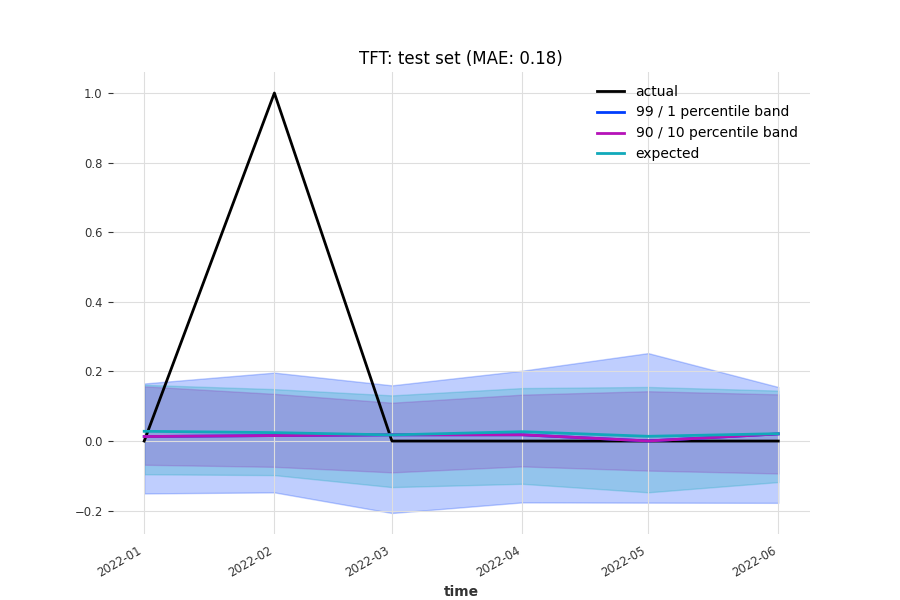 TFT: test set (MAE: 0.18)
actual
99 / 1 percentile band
90 / 10 percentile band
expected
1.0
0.8
0.6
0.4
0.2
0.0
−0.2
2022-01
2022-02
2022-03
2022-04
2022-05
2022-06
time